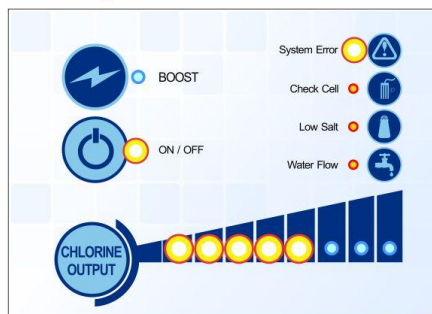 System Error
BOOST
Check Cell
Low Salt
ON / OFF
Water Flow
CHLORINE
OUTPUT